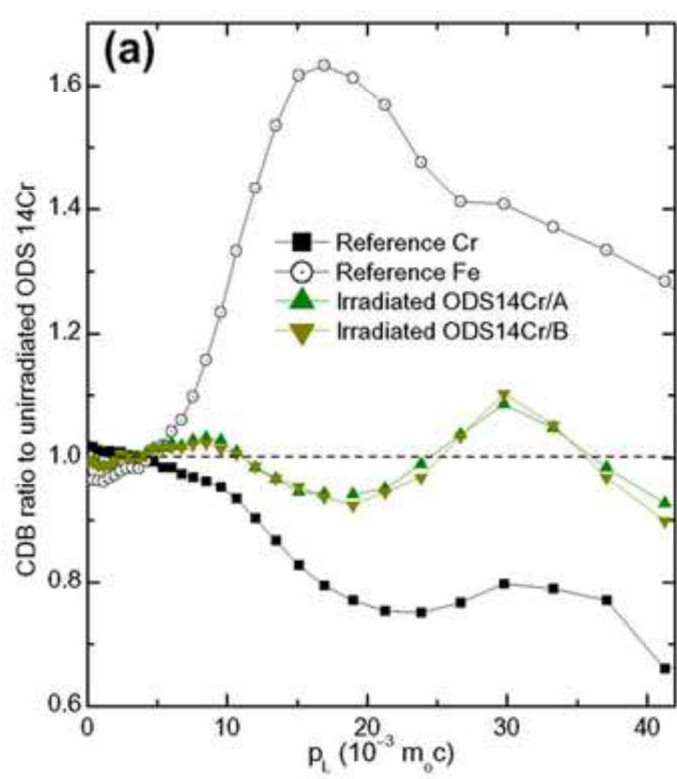 (a)
CDB ratio to unirradiated ODS 14Cr
1.6
1.4
1.2
1.0
0.8
0.6
Reference Cr
Reference Fe
Irradiated ODS14Cr/A
Irradiated ODS14Cr/B
0 10 20 30 40
p_L (10⁻³ m₀c)